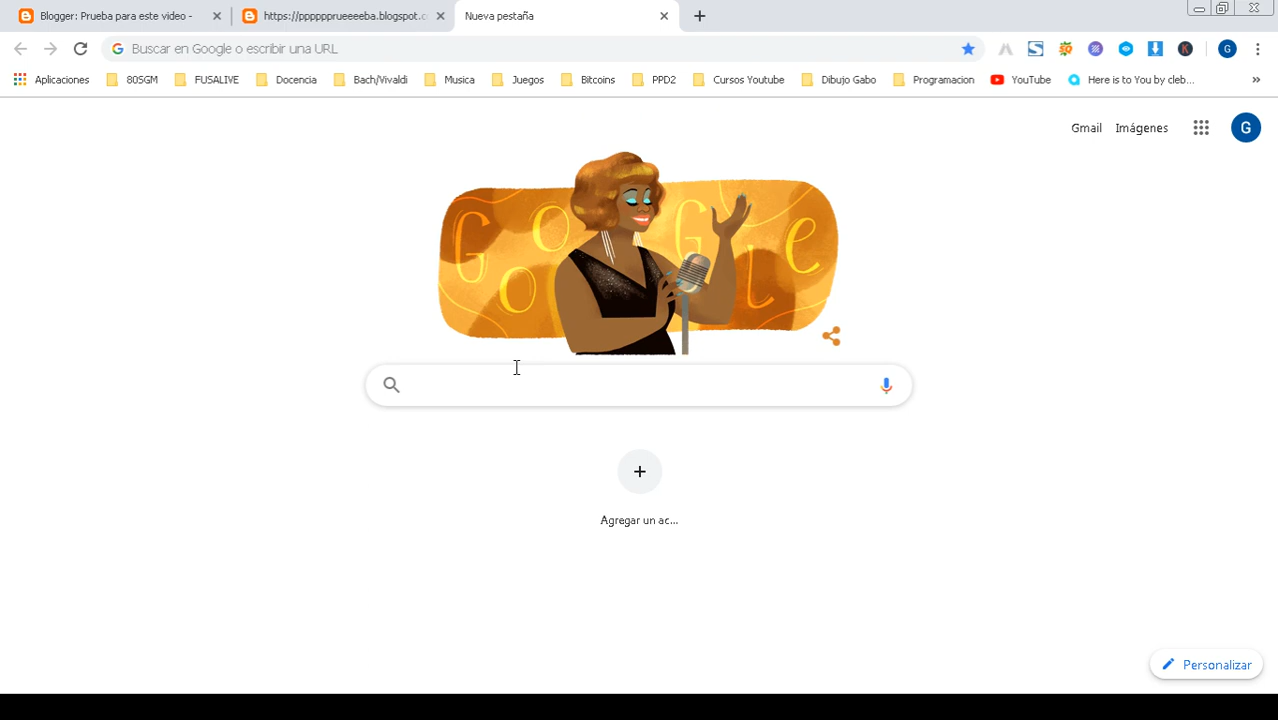 Blogger: Prueba para este video -
https://pppppprueeeeba.blogspot.c
Nueva pestaña
Buscar en Google o escribir una URL
G
Aplicaciones
80SGM
FUSALIVE
Docencia
Bach/Vivaldi
Musica
Juegos
Bitcoins
PPD2
Cursos Youtube
Dibujo Gabo
Programacion
YouTube
Here is to You by cleb...
Gmail
Imágenes
G
Google
Agregar un ac...
Personalizar